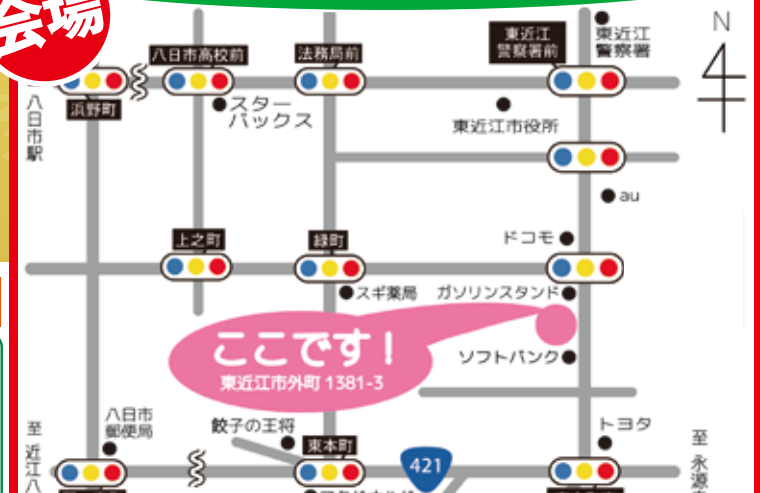 会場
N
東近江
警察署
東近江
警察署前
八日市高校前
法務局前
浜野町
八日市駅
スター
バックス
東近江市役所
au
上之町
緑町
ドコモ
スギ薬局
ガソリンスタンド
ここです！
東近江市外町 1381-3
ソフトバンク
八日市
郵便局
餃子の王将
東本町
421
トヨタ
至 近江八
至 永源